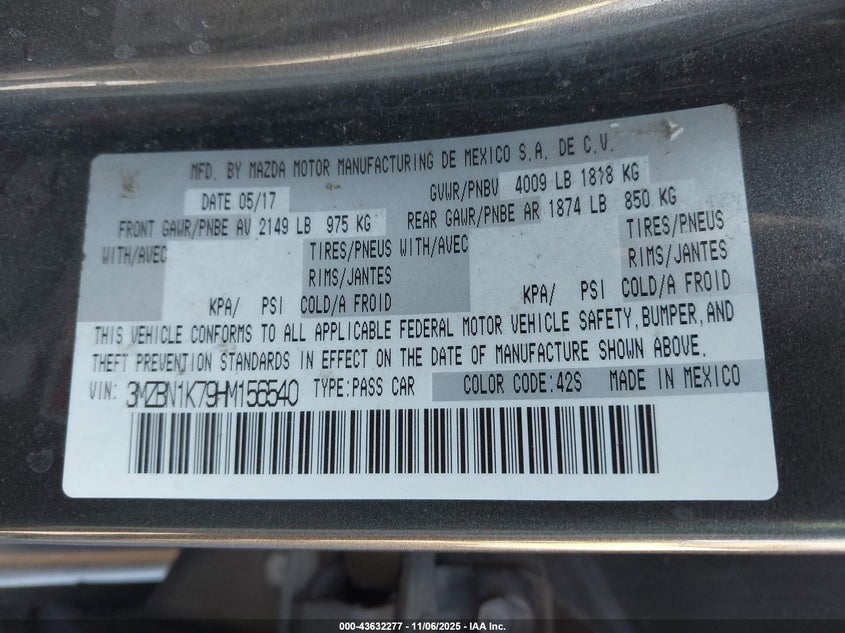 MFD. BY MAZDA MOTOR MANUFACTURING DE MEXICO S.A. DE C.V.
DATE 05/17 GVWR/PNBV 4009 LB 1818 KG
FRONT GAWR/PNBE AV 2149 LB 975 KG REAR GAWR/PNBE AR 1874 LB 850 KG
WITH/AVEC TIRES/PNEUS WITH/AVEC TIRES/PNEUS
RIMS/JANTES RIMS/JANTES
KPA/ PSI COLD/A FROID KPA/ PSI COLD/A FROID
THIS VEHICLE CONFORMS TO ALL APPLICABLE FEDERAL MOTOR VEHICLE SAFETY, BUMPER, AND
THEFT PREVENTION STANDARDS IN EFFECT ON THE DATE OF MANUFACTURE SHOWN ABOVE.
VIN: 3MZBN1K79HM156540 TYPE:PASS CAR COLOR CODE:42S MADE IN MEXICO
000-43632277 - 11/06/2025 - IAA Inc.